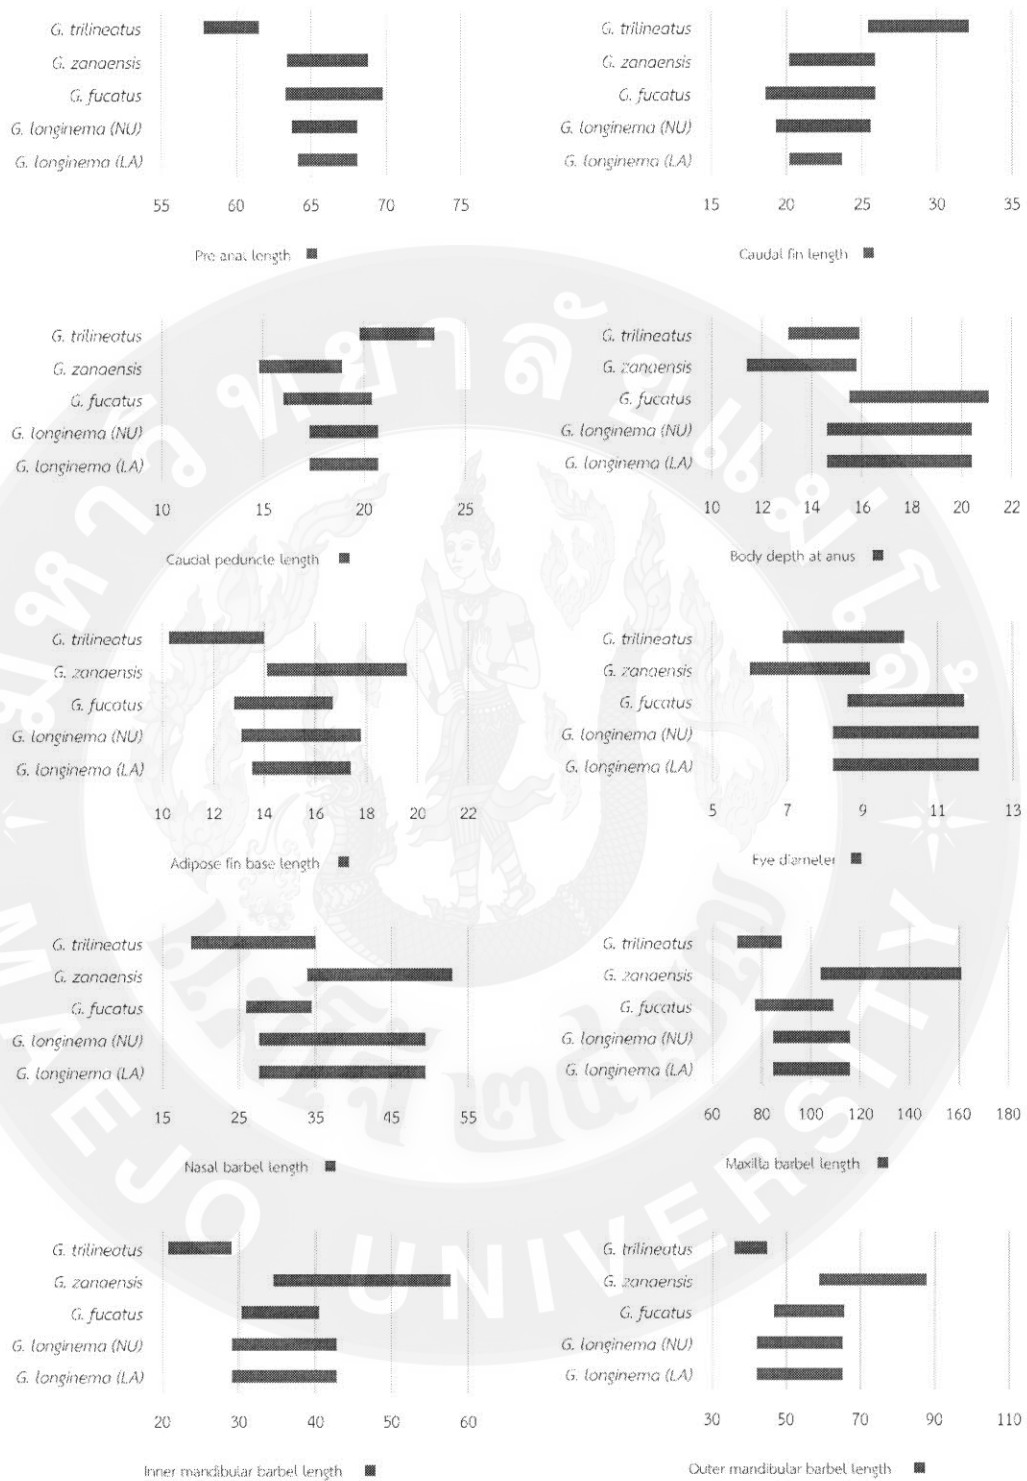 G. trilineatus
G. zanaensis
G. fucatus
G. longinema (NU)
G. longinema (LA)
55 60 65 70 75
Pre anal length
G. trilineatus
G. zanaensis
G. fucatus
G. longinema (NU)
G. longinema (LA)
15 20 25 30 35
Caudal fin length
G. trilineatus
G. zanaensis
G. fucatus
G. longinema (NU)
G. longinema (LA)
10 15 20 25
Caudal peduncle length
G. trilineatus
G. zanaensis
G. fucatus
G. longinema (NU)
G. longinema (LA)
10 12 14 16 18 20 22
Body depth at anus
G. trilineatus
G. zanaensis
G. fucatus
G. longinema (NU)
G. longinema (LA)
10 12 14 16 18 20 22
Adipose fin base length
G. trilineatus
G. zanaensis
G. fucatus
G. longinema (NU)
G. longinema (LA)
5 7 9 11 13
Eye diameter
G. trilineatus
G. zanaensis
G. fucatus
G. longinema (NU)
G. longinema (LA)
15 25 35 45 55
Nasal barbel length
G. trilineatus
G. zanaensis
G. fucatus
G. longinema (NU)
G. longinema (LA)
60 80 100 120 140 160 180
Maxilla barbel length
G. trilineatus
G. zanaensis
G. fucatus
G. longinema (NU)
G. longinema (LA)
20 30 40 50 60
Inner mandibular barbel length
G. trilineatus
G. zanaensis
G. fucatus
G. longinema (NU)
G. longinema (LA)
30 50 70 90 110
Outer mandibular barbel length
MAEJO UNIVERSITY